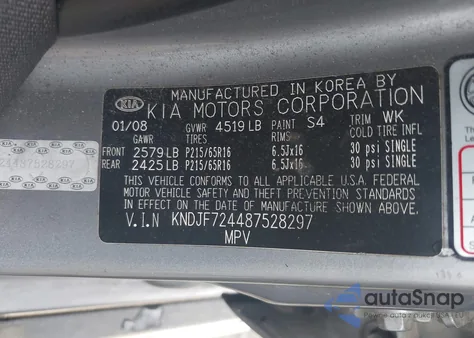 MANUFACTURED IN KOREA BY
KIA KIA MOTORS CORPORATION
01/08 GVWR 4519 LB PAINT S4 TRIM WK
GAWR TIRES RIMS COLD TIRE INFL
FRONT 2579 LB P215/65R16 6.5Jx16 30 psi SINGLE
REAR 2425 LB P215/65R16 6.5Jx16 30 psi SINGLE
THIS VEHICLE CONFORMS TO ALL APPLICABLE U.S.A. FEDERAL
MOTOR VEHICLE SAFETY AND THEFT PREVENTION STANDARDS
IN EFFECT ON THE DATE OF MANUFACTURE SHOWN ABOVE.
V.I.N KNDJF724487528297
MPV
autoSnap